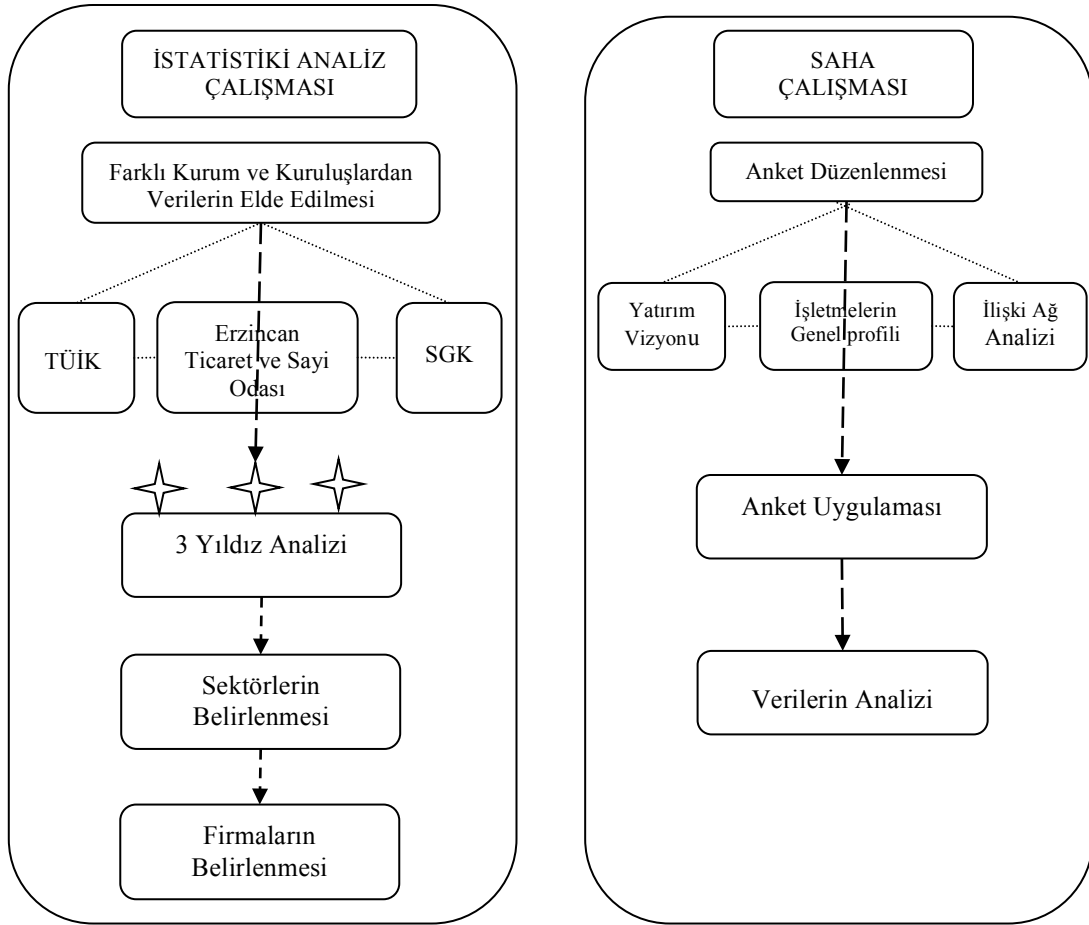 İSTATİSTİKİ ANALİZ
ÇALIŞMASI
Farklı Kurum ve Kuruluşlardan
Verilerin Elde Edilmesi
TÜİK
Erzincan
Ticaret ve Sayi
Odası
SGK
3 Yıldız Analizi
Sektörlerin
Belirlenmesi
Firmaların
Belirlenmesi
SAHA
ÇALIŞMASI
Anket Düzenlenmesi
Yatırım
Vizyonu
İşletmelerin
Genel profili
İlişki Ağ
Analizi
Anket Uygulaması
Verilerin Analizi